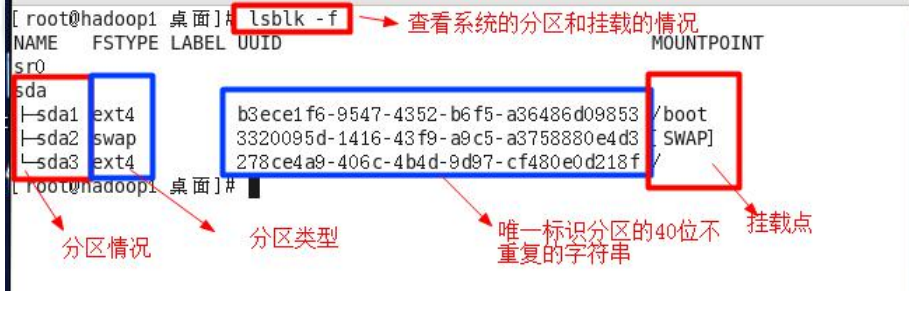 [ root@hadoop1 桌面]# lsblk -f 查看系统的分区和挂载的情况
NAME FSTYPE LABEL UUID MOUNTPOINT
sr0
sda
├─sda1 ext4 b3ece1f6-9547-4352-b6f5-a36486d09853 /boot
├─sda2 swap 3320095d-1416-43f9-a9c5-a3758880e4d3 [ SWAP]
└─sda3 ext4 278ce4a9-406c-4b4d-9d97-cf480e0d218f /
[ root@hadoop1 桌面]#
分区情况
分区类型
唯一标识分区的40位不
重复的字符串
挂载点